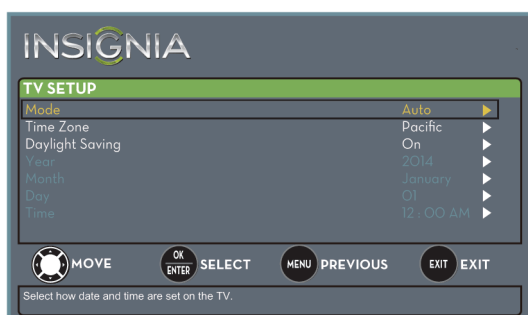 INSIGNIA
TV SETUP
Mode Auto
Time Zone Pacific
Daylight Saving On
Year 2014
Month January
Day 01
Time 12 : 00 AM
MOVE OK ENTER SELECT MENU PREVIOUS EXIT EXIT
Select how date and time are set on the TV.